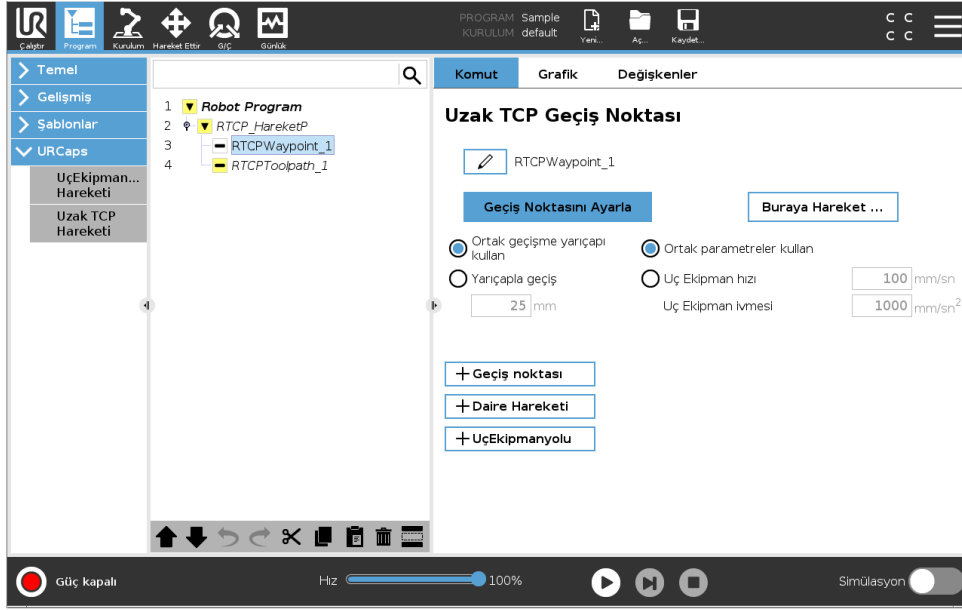 UR
PROGRAM Sample
KURULUM default
C C
C C
Çalıştır
Program
Kurulum
Hareket Ettir
G/Ç
Günlük
Yeni...
Aç...
Kaydet...
Temel
Gelişmiş
Şablonlar
URCaps
UçEkipman...
Hareketi
Uzak TCP
Hareketi
1 Robot Program
2 RTCP_HareketP
3 RTCPWaypoint_1
4 RTCPToolpath_1
Komut Grafik Değişkenler
Uzak TCP Geçiş Noktası
RTCPWaypoint_1
Geçiş Noktasını Ayarla
Buraya Hareket ...
Ortak geçişme yarıçapı
kullan
Ortak parametreler kullan
Yarıçapla geçiş
Uç Ekipman hızı 100 mm/sn
25 mm
Uç Ekipman ivmesi 1000 mm/sn²
+ Geçiş noktası
+ Daire Hareketi
+ UçEkipmanyolu
Güç kapalı
Hız 100%
Simülasyon